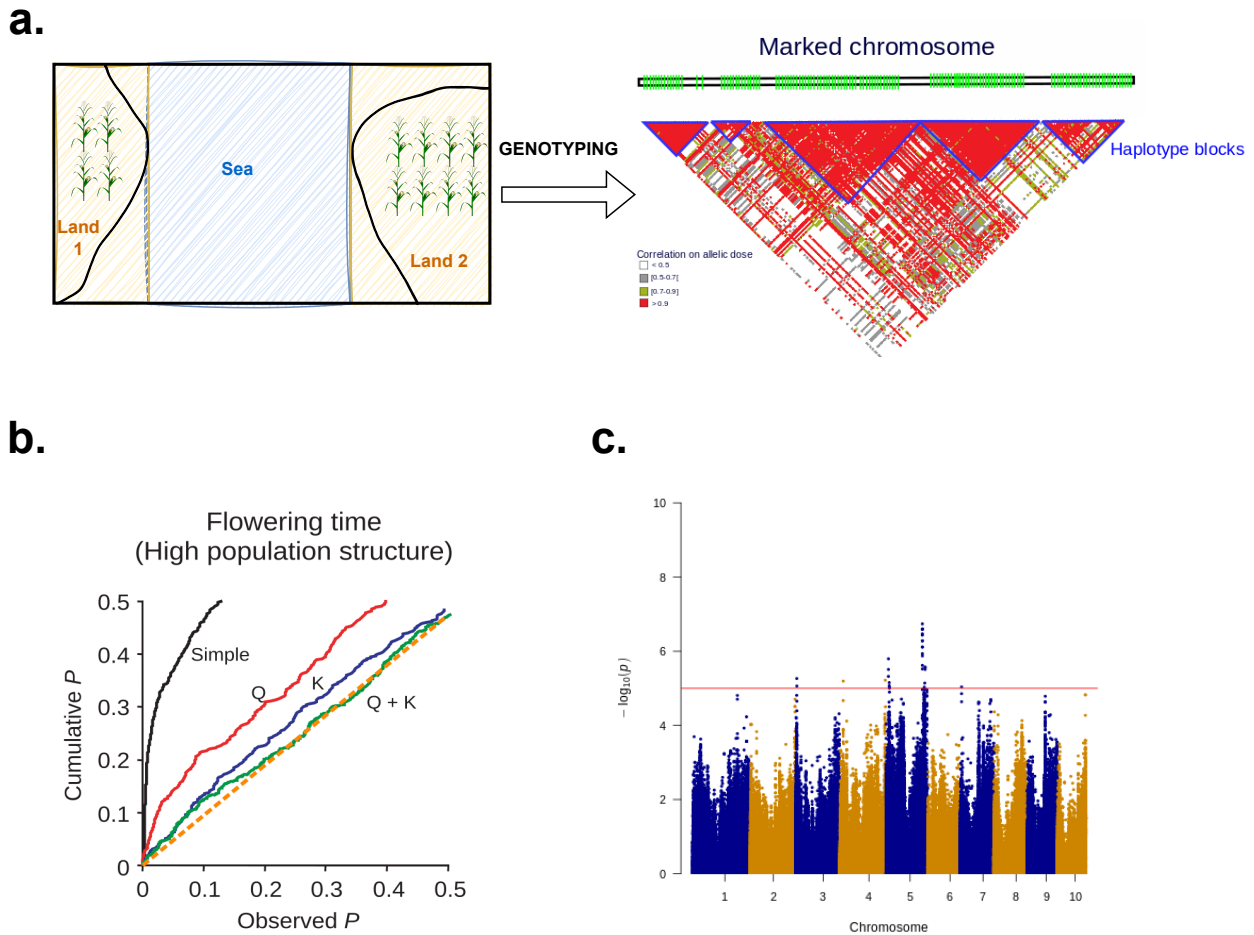 a.
Land
1
Sea
Land 2
GENOTYPING
Marked chromosome
Haplotype blocks
Correlation on allelic dose
< 0.5
[0.5-0.7[
[0.7-0.9]
>0.9
b.
Flowering time
(High population structure)
Cumulative P
0.5
0.4
0.3
0.2
0.1
0
Simple
Q
K
Q + K
0 0.1 0.2 0.3 0.4 0.5
Observed P
c.
− log10(p)
10
8
6
4
2
0
1 2 3 4 5 6 7 8 9 10
Chromosome